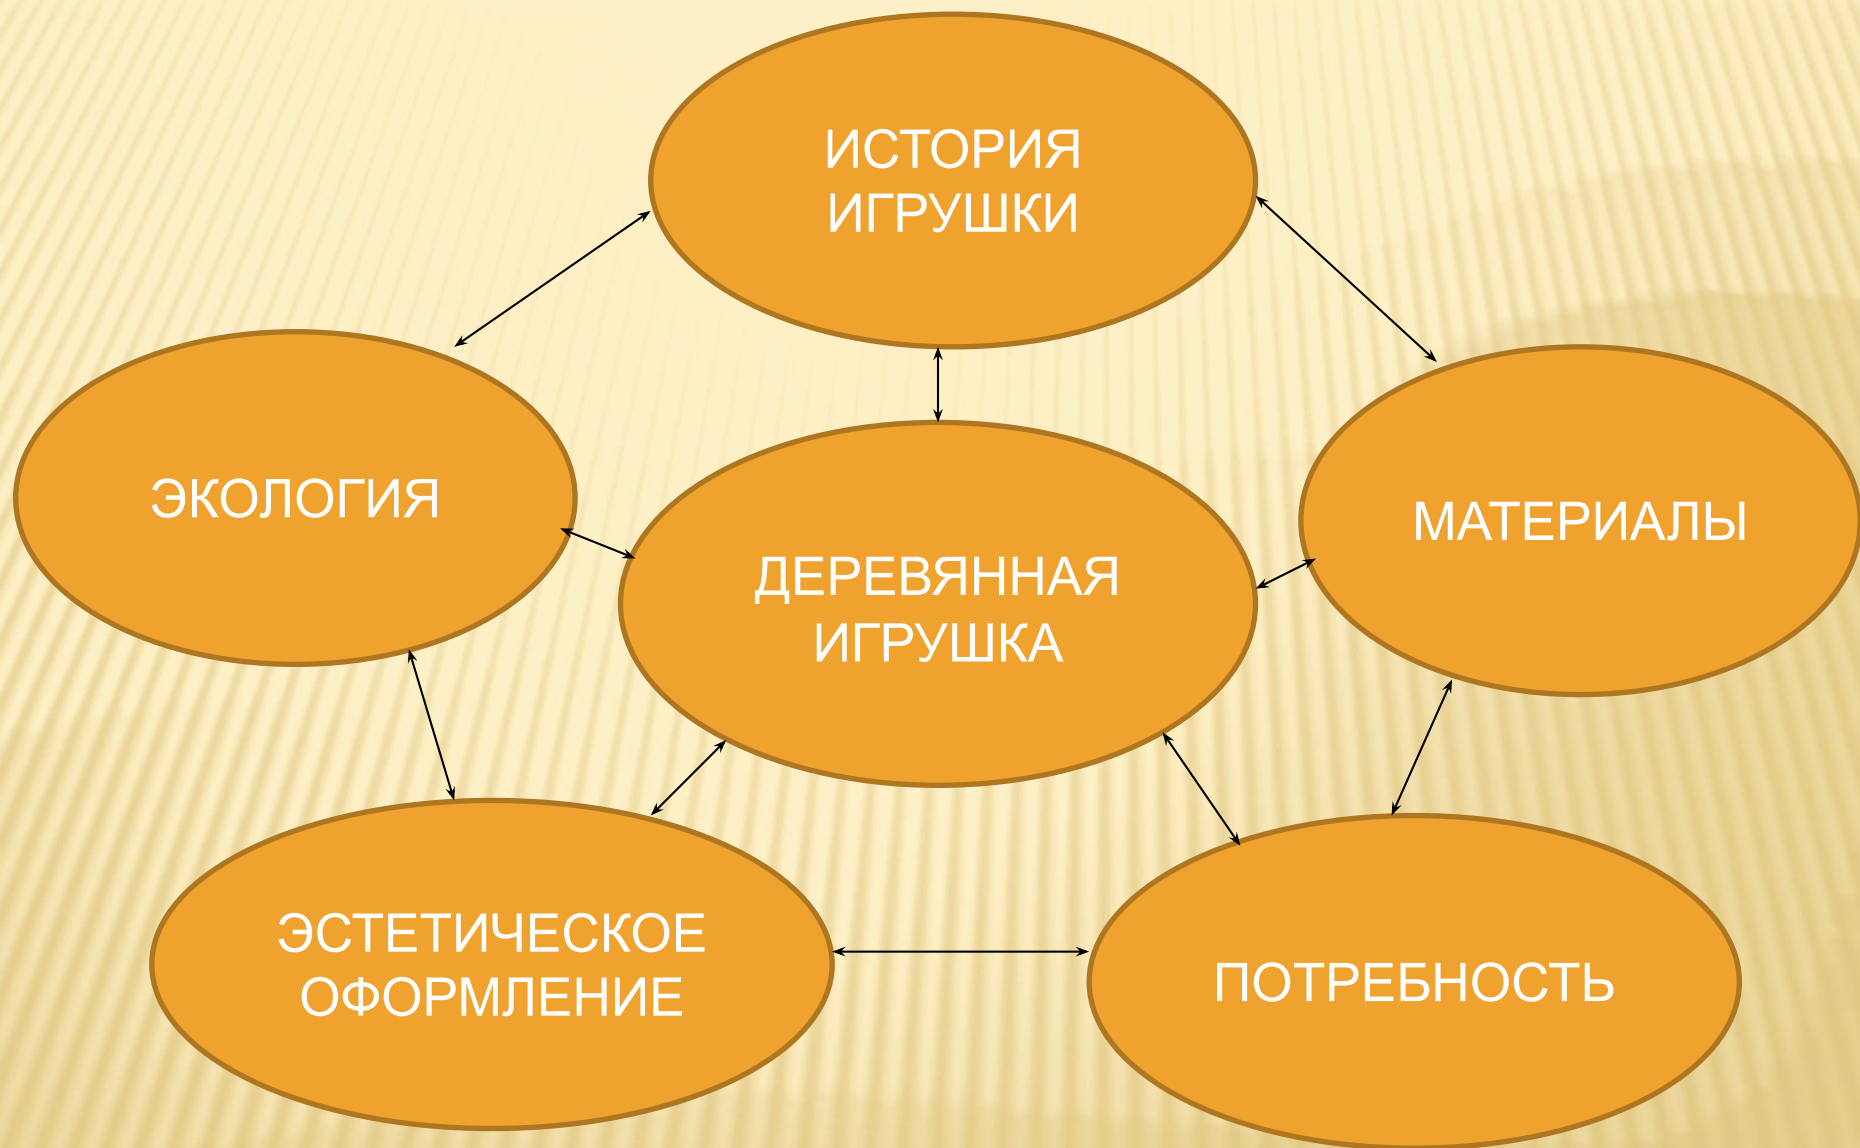 ИСТОРИЯ
ИГРУШКИ
ЭКОЛОГИЯ
МАТЕРИАЛЫ
ДЕРЕВЯННАЯ
ИГРУШКА
ЭСТЕТИЧЕСКОЕ
ОФОРМЛЕНИЕ
ПОТРЕБНОСТЬ